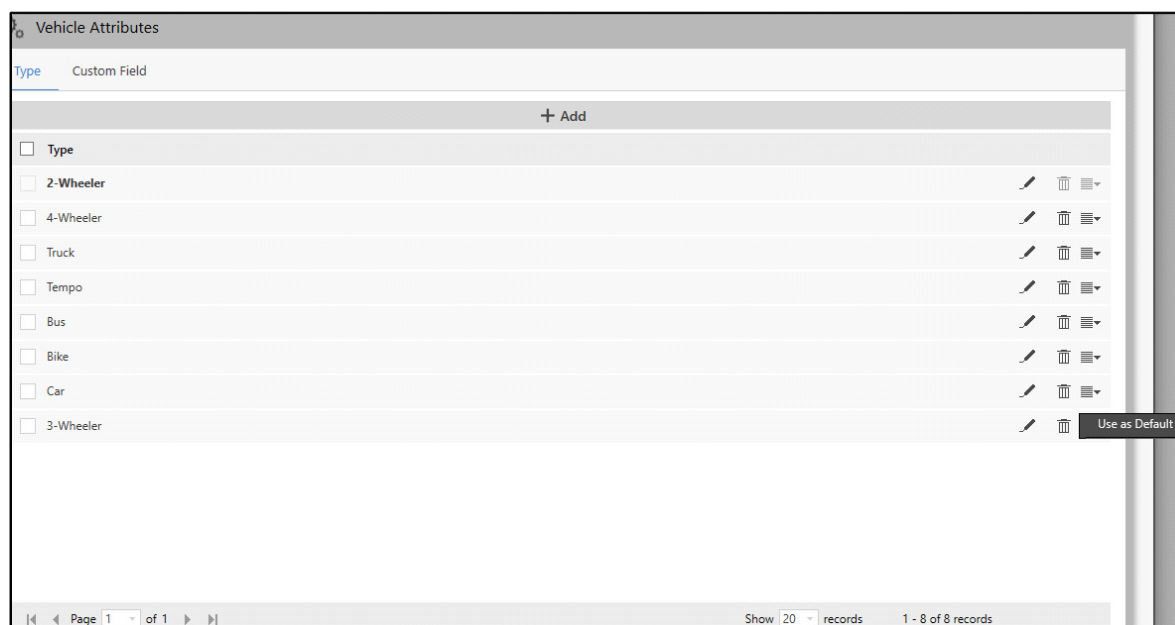 Vehicle Attributes
Type Custom Field
+ Add
Type
2-Wheeler
4-Wheeler
Truck
Tempo
Bus
Bike
Car
3-Wheeler
Use as Default
Page 1 of 1 Show 20 records 1 - 8 of 8 records